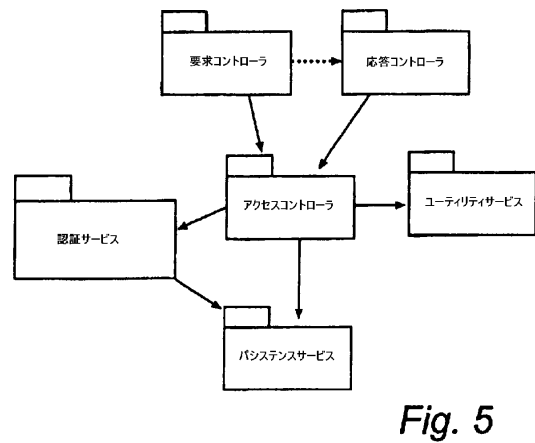 要求コントローラ
応答コントローラ
アクセスコントローラ
ユーティリティサービス
認証サービス
パシステンスサービス
Fig. 5